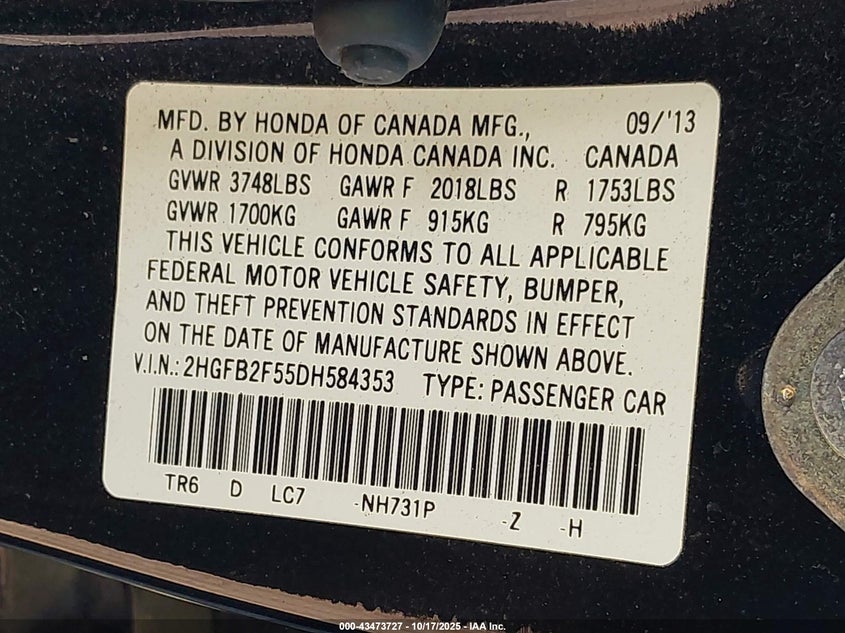 MFD. BY HONDA OF CANADA MFG., 09/'13
A DIVISION OF HONDA CANADA INC. CANADA
GVWR 3748LBS GAWR F 2018LBS R 1753LBS
GVWR 1700KG GAWR F 915KG R 795KG
THIS VEHICLE CONFORMS TO ALL APPLICABLE
FEDERAL MOTOR VEHICLE SAFETY, BUMPER,
AND THEFT PREVENTION STANDARDS IN EFFECT
ON THE DATE OF MANUFACTURE SHOWN ABOVE.
V.I.N.: 2HGFB2F55DH584353 TYPE: PASSENGER CAR
TR6 D LC7 -NH731P -Z -H
000-43473727 - 10/17/2025 - IAA Inc.